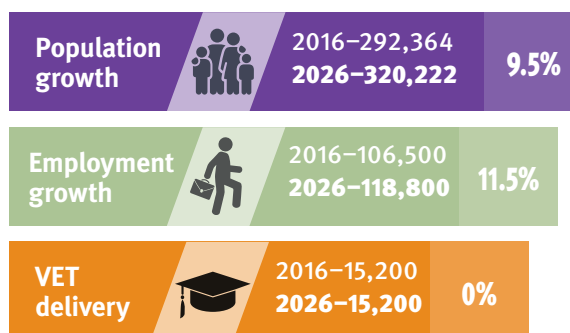 Population
growth
2016–292,364
2026–320,222
9.5%
Employment
growth
2016–106,500
2026–118,800
11.5%
VET
delivery
2016–15,200
2026–15,200
0%